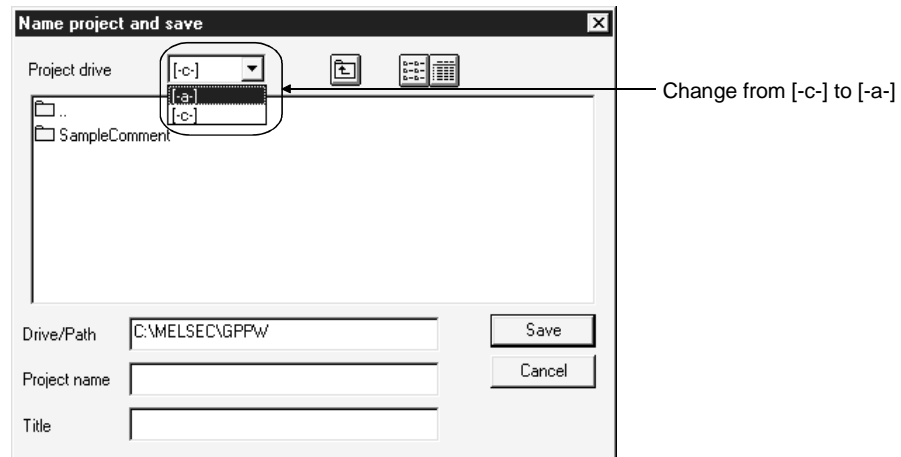 Name project and save
Project drive [-c-]
[-a-]
[-c-]
Change from [-c-] to [-a-]
..
SampleComment
Drive/Path C:\MELSEC\GPPW Save
Project name Cancel
Title